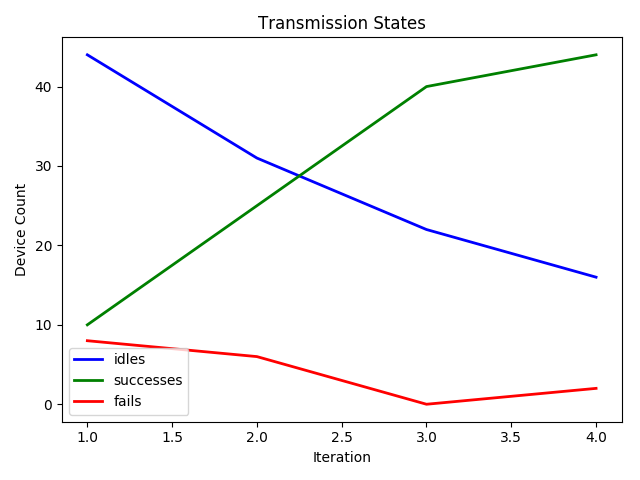 Transmission States
Device Count
40
30
20
10
0
idles
successes
fails
1.0 1.5 2.0 2.5 3.0 3.5 4.0
Iteration